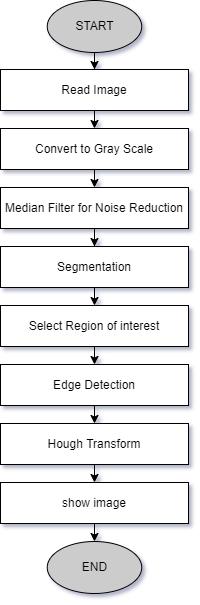 START
Read Image
Convert to Gray Scale
Median Filter for Noise Reduction
Segmentation
Select Region of interest
Edge Detection
Hough Transform
show image
END